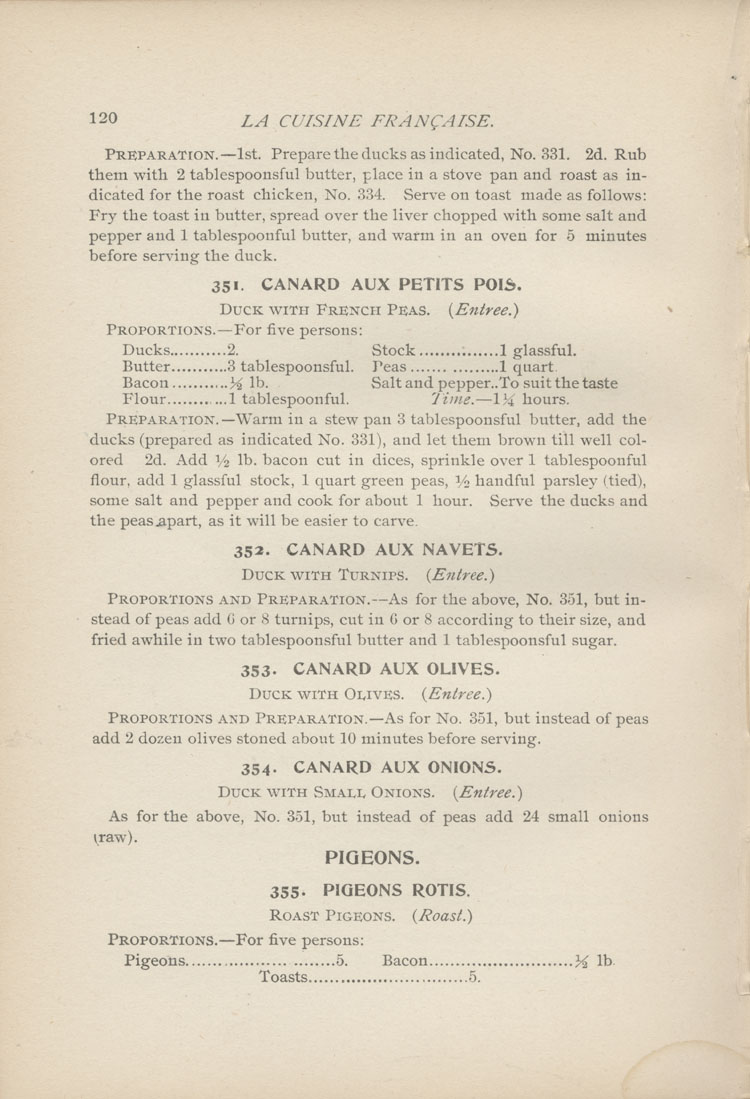 120 LA CUISINE FRANÇAISE.
PREPARATION.—1st. Prepare the ducks as indicated, No. 331. 2d. Rub
them with 2 tablespoonsful butter, place in a stove pan and roast as in-
dicated for the roast chicken, No. 334. Serve on toast made as follows:
Fry the toast in butter, spread over the liver chopped with some salt and
pepper and 1 tablespoonful butter, and warm in an oven for 5 minutes
before serving the duck.
351. CANARD AUX PETITS POIS.
DUCK WITH FRENCH PEAS. (Entree.)
PROPORTIONS.—For five persons:
Ducks...........2. Stock...............1 glassful.
Butter..........3 tablespoonsful. Peas................1 quart
Bacon...........½ lb. Salt and pepper..To suit the taste
Flour...........1 tablespoonful. Time.—1¼ hours.
PREPARATION.—Warm in a stew pan 3 tablespoonsful butter, add the
ducks (prepared as indicated No. 331), and let them brown till well col-
ored 2d. Add ½ lb. bacon cut in dices, sprinkle over 1 tablespoonful
flour, add 1 glassful stock, 1 quart green peas, ½ handful parsley (tied),
some salt and pepper and cook for about 1 hour. Serve the ducks and
the peas apart, as it will be easier to carve.
352. CANARD AUX NAVETS.
DUCK WITH TURNIPS. (Entree.)
PROPORTIONS AND PREPARATION.--As for the above, No. 351, but in-
stead of peas add 6 or 8 turnips, cut in 6 or 8 according to their size, and
fried awhile in two tablespoonsful butter and 1 tablespoonsful sugar.
353. CANARD AUX OLIVES.
DUCK WITH OLIVES. (Entree.)
PROPORTIONS AND PREPARATION.—As for No. 351, but instead of peas
add 2 dozen olives stoned about 10 minutes before serving.
354. CANARD AUX ONIONS.
DUCK WITH SMALL ONIONS. (Entree.)
As for the above, No. 351, but instead of peas add 24 small onions
(raw).
PIGEONS.
355. PIGEONS ROTIS.
ROAST PIGEONS. (Roast.)
PROPORTIONS.—For five persons:
Pigeons............................5. Bacon...........................½ lb.
Toasts..............................5.